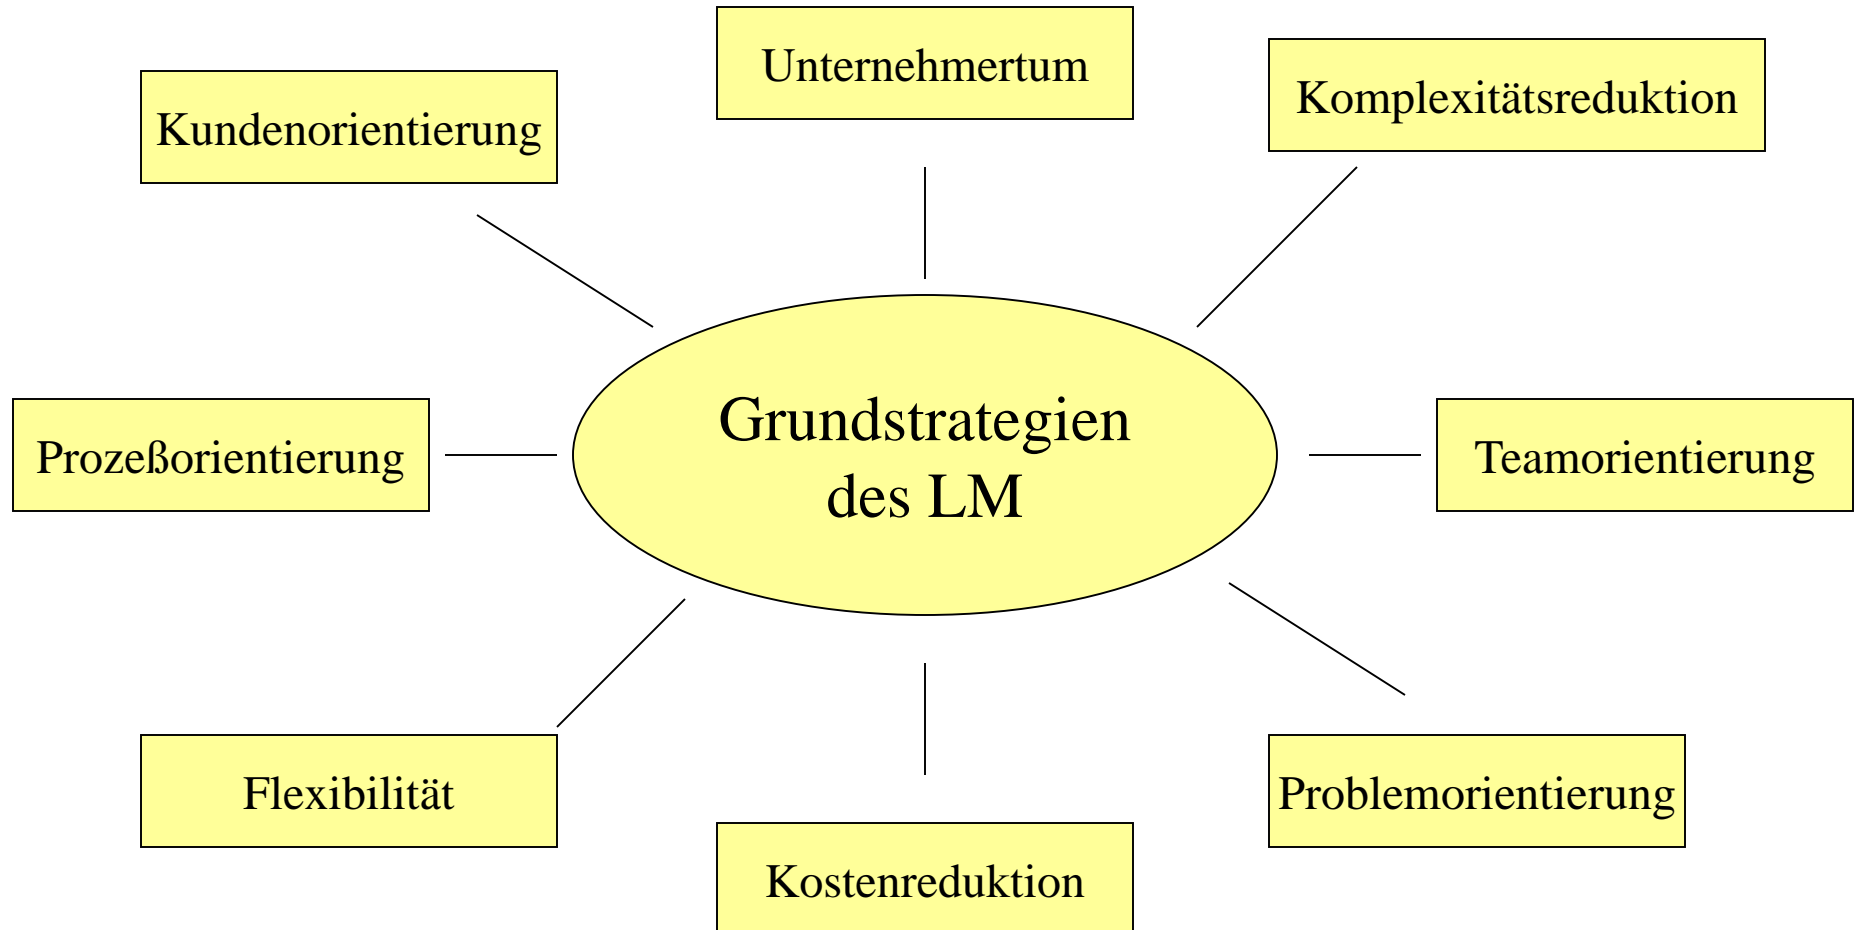 Unternehmertum
Komplexitätsreduktion
Kundenorientierung
Grundstrategien
des LM
Prozeßorientierung
Teamorientierung
Flexibilität
Problemorientierung
Kostenreduktion